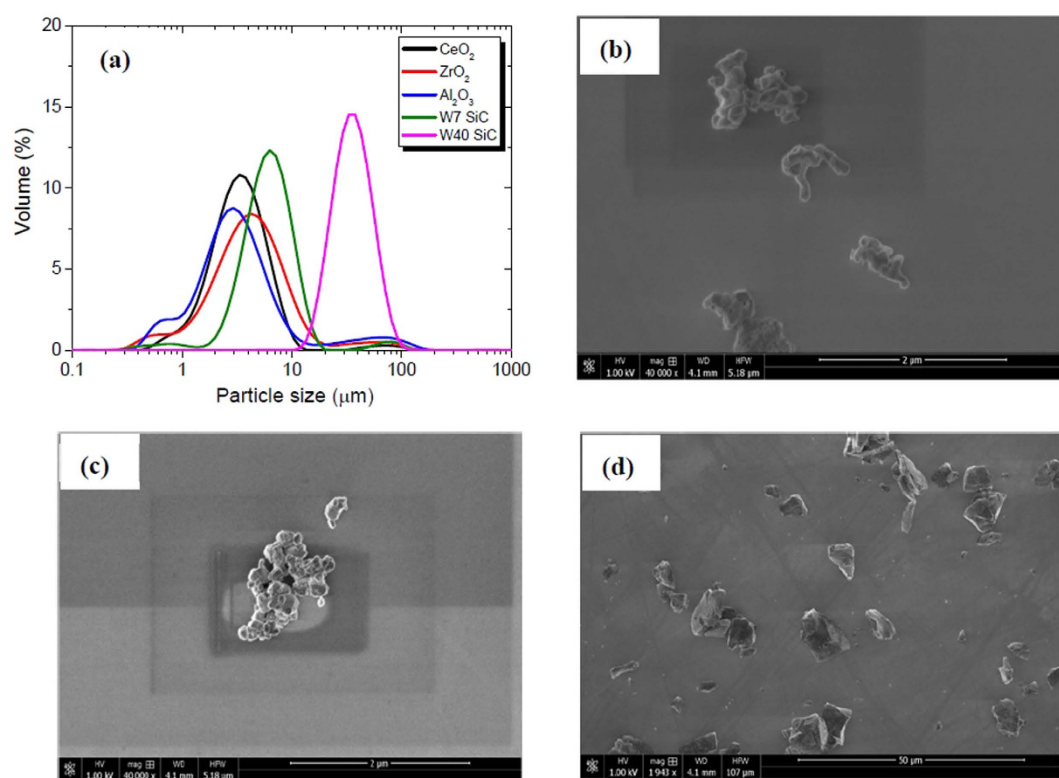 (a)
CeO₂
ZrO₂
Al₂O₃
W7 SiC
W40 SiC
20
15
10
5
0
Volume (%)
0.1 1 10 100 1000
Particle size (μm)
(b)
HV mag WD HFW
1.00 kV 40 000 x 4.1 mm 5.18 μm
2 μm
(c)
HV mag WD HFW
1.00 kV 40 000 x 4.1 mm 5.18 μm
2 μm
(d)
HV mag WD HFW
1.00 kV 1 943 x 4.1 mm 107 μm
50 μm